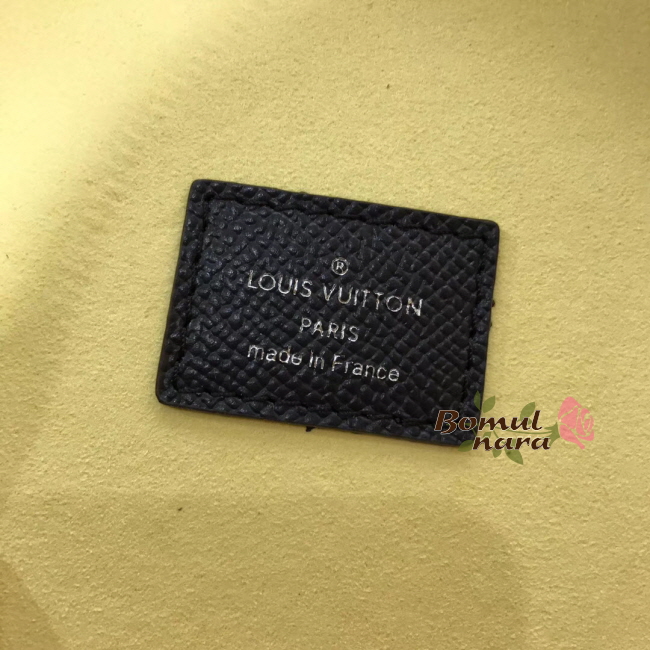 ®
LOUIS VUITTON
PARIS
made in France
Bomul
nara